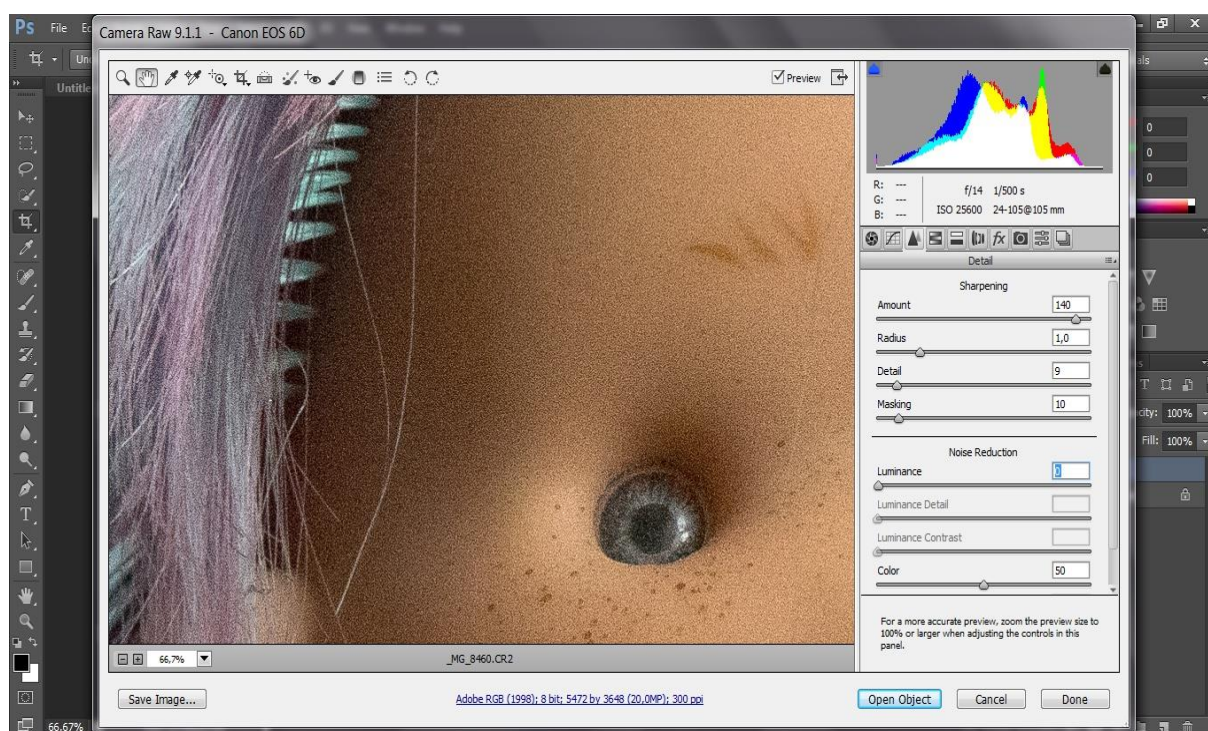 Ps File Ed
Camera Raw 9.1.1 - Canon EOS 6D
Un
als
Untitle
Preview
0
0
0
R: ---
G: ---
B: ---
f/14 1/500 s
ISO 25600 24-105@105 mm
Detail
Sharpening
Amount 140
Radius 1,0
Detail 9
Masking 10
Noise Reduction
Luminance 0
Luminance Detail
Luminance Contrast
Color 50
For a more accurate preview, zoom the preview size to
100% or larger when adjusting the controls in this
panel.
acity: 100%
Fill: 100%
66,7%
_MG_8460.CR2
Save Image...
Adobe RGB (1998); 8 bit; 5472 by 3648 (20,0MP); 300 ppi
Open Object Cancel Done
66,67%